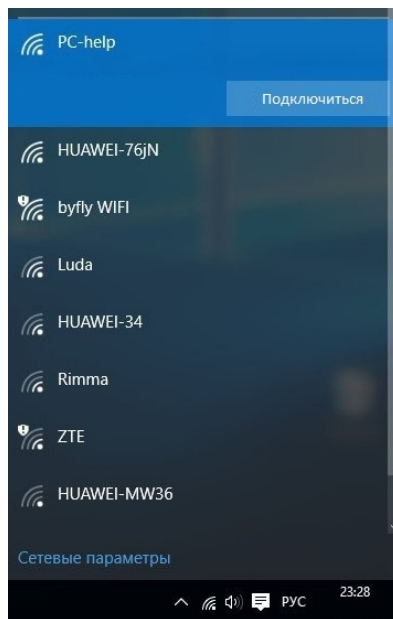 PC-help
Подключиться
HUAWEI-76jN
byfly WIFI
Luda
HUAWEI-34
Rimma
ZTE
HUAWEI-MW36
Сетевые параметры
РУС 23:28